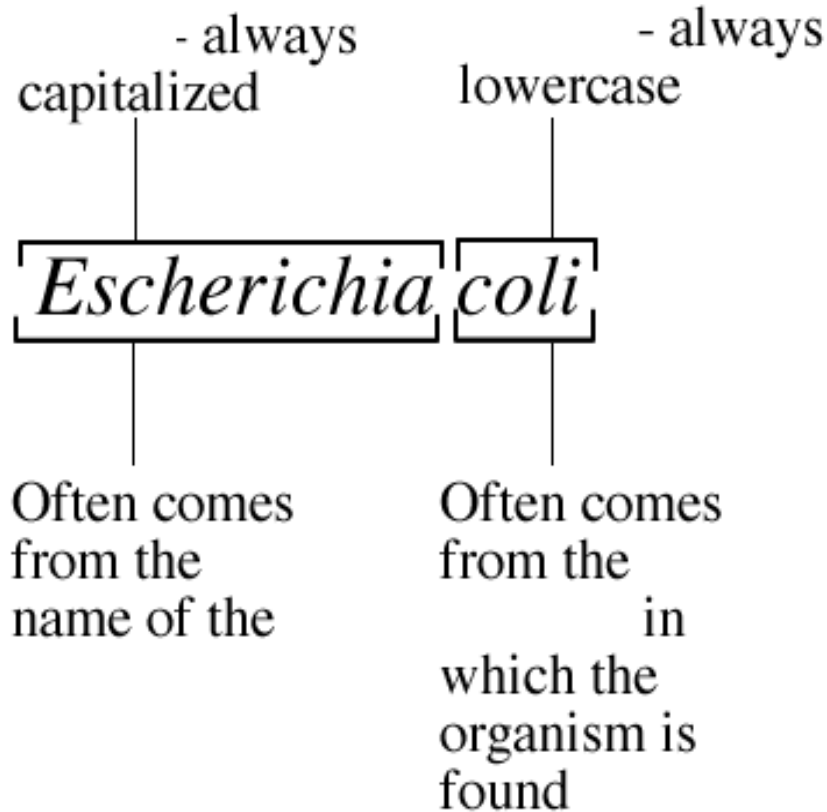 - always
capitalized
- always
lowercase
Escherichia coli
Often comes
from the
name of the
Often comes
from the
in
which the
organism is
found